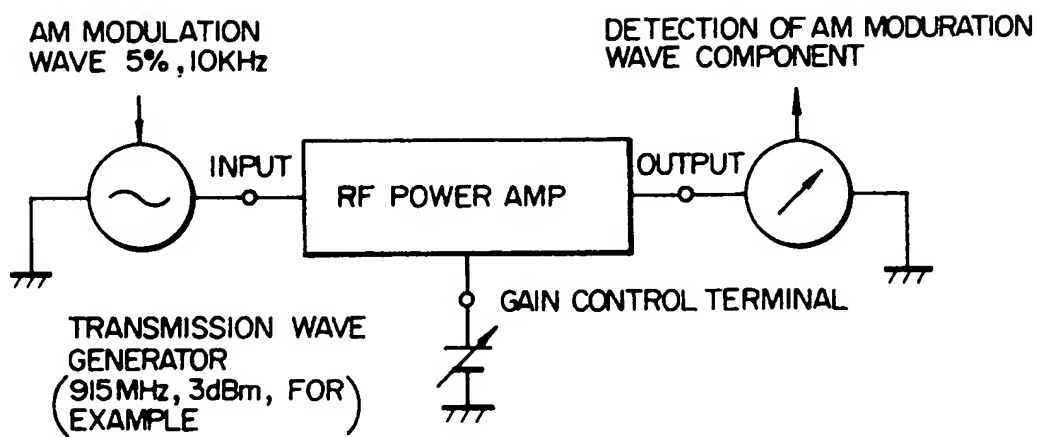 AM MODULATION
WAVE 5%, 10KHz
DETECTION OF AM MODURATION
WAVE COMPONENT
INPUT
RF POWER AMP
OUTPUT
GAIN CONTROL TERMINAL
TRANSMISSION WAVE
GENERATOR
(915MHz, 3dBm, FOR
EXAMPLE)